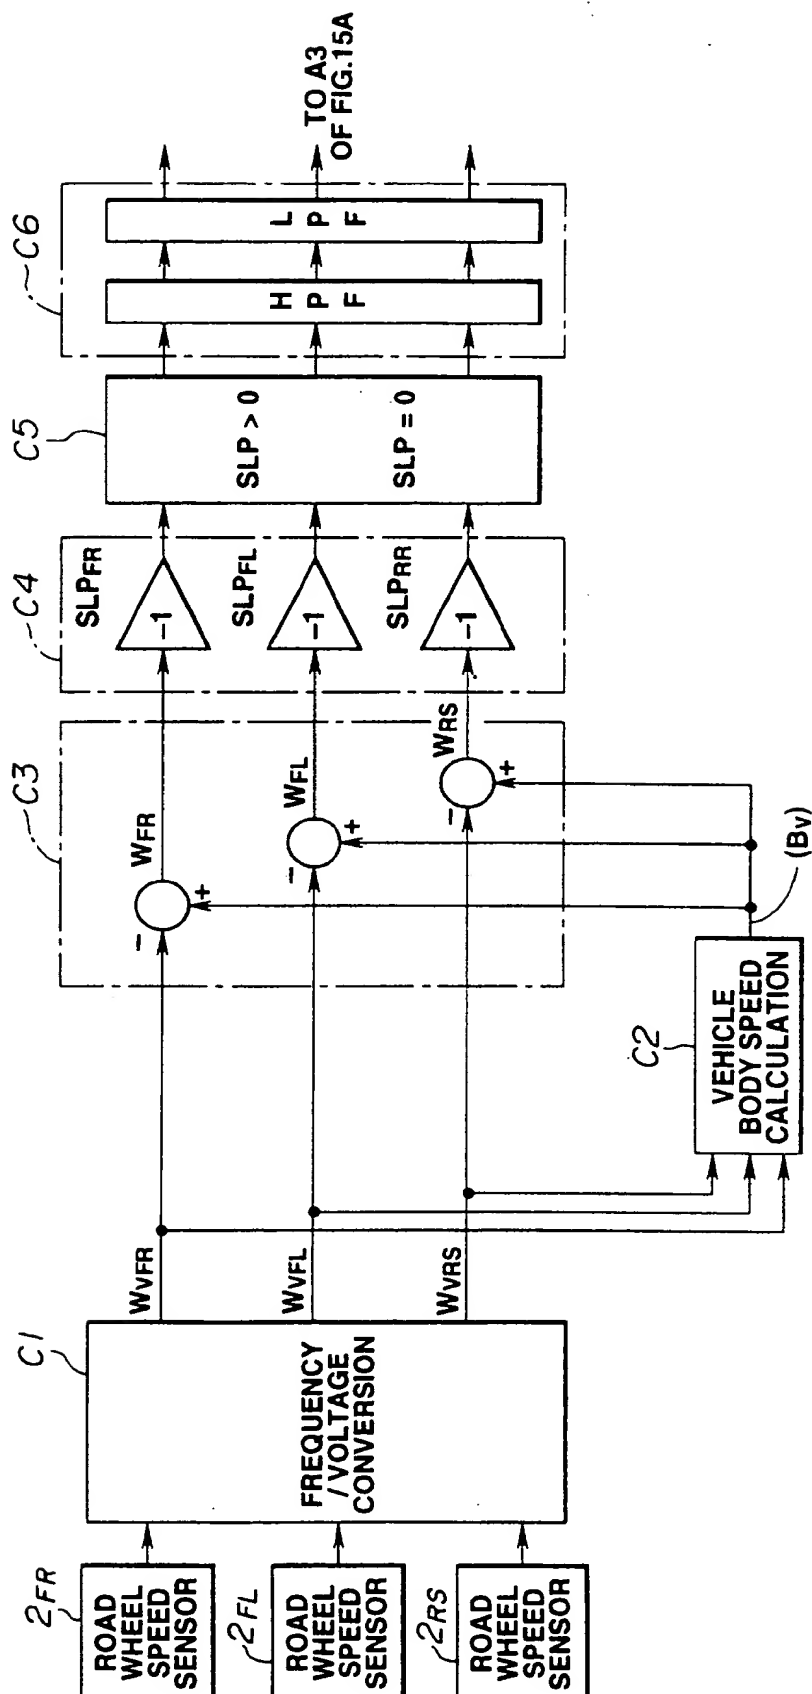 2FR
ROAD
WHEEL
SPEED
SENSOR
2FL
ROAD
WHEEL
SPEED
SENSOR
2RS
ROAD
WHEEL
SPEED
SENSOR
C1
FREQUENCY
/VOLTAGE
CONVERSION
WVFR
WVFL
WVRS
C2
VEHICLE
BODY SPEED
CALCULATION
(BV)
C3
-
+
WFR
-
+
WFL
-
+
WRS
C4
-1
SLPFR
-1
SLPFL
-1
SLPRR
C5
SLP > 0
SLP = 0
C6
H P F
L P F
TO A3
OF FIG.15A